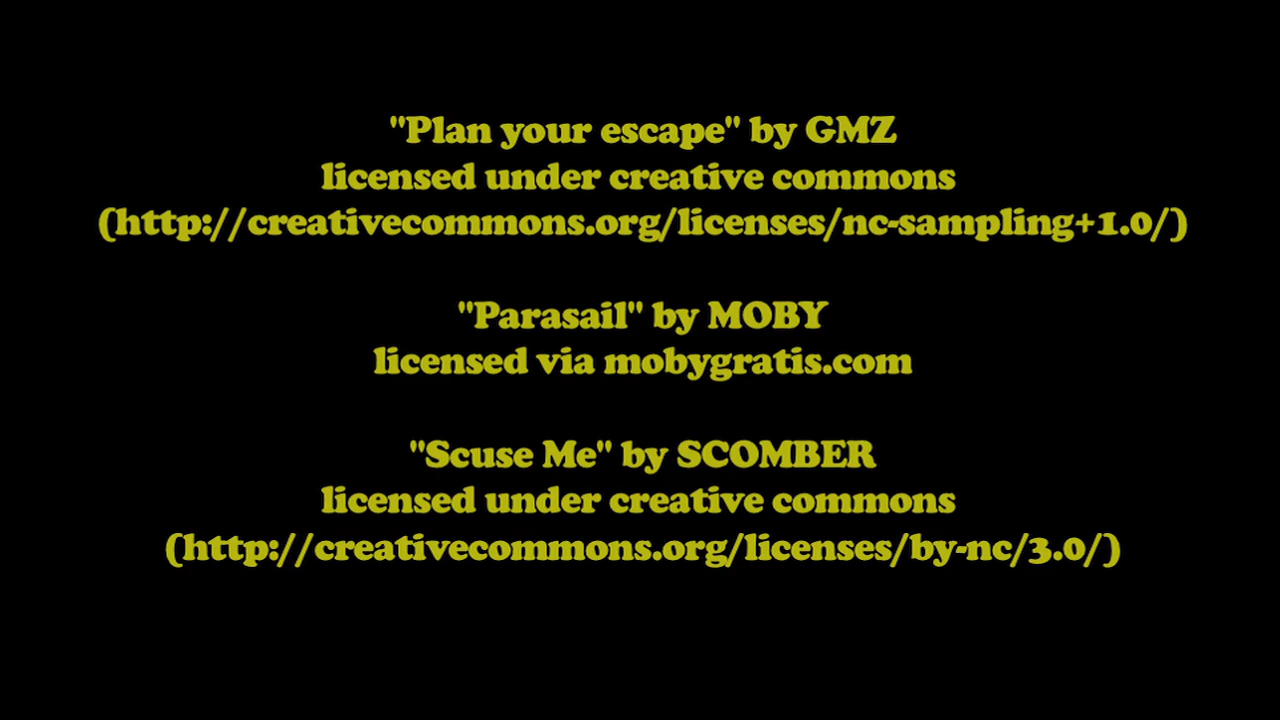 "Plan your escape" by GMZ
licensed under creative commons
(http://creativecommons.org/licenses/nc-sampling+1.0/)
"Parasail" by MOBY
licensed via mobygratis.com
"Scuse Me" by SCOMBER
licensed under creative commons
(http://creativecommons.org/licenses/by-nc/3.0/)